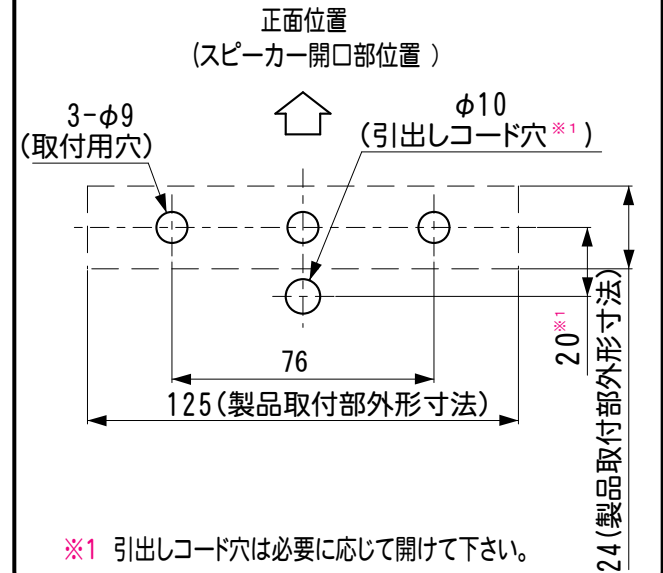 正面位置
(スピーカー開口部位置 )
3-φ9
(取付用穴)
φ10
(引出しコード穴※1)
76
125(製品取付部外形寸法)
20※1
24(製品取付部外形寸法)
※1 引出しコード穴は必要に応じて開けて下さい。